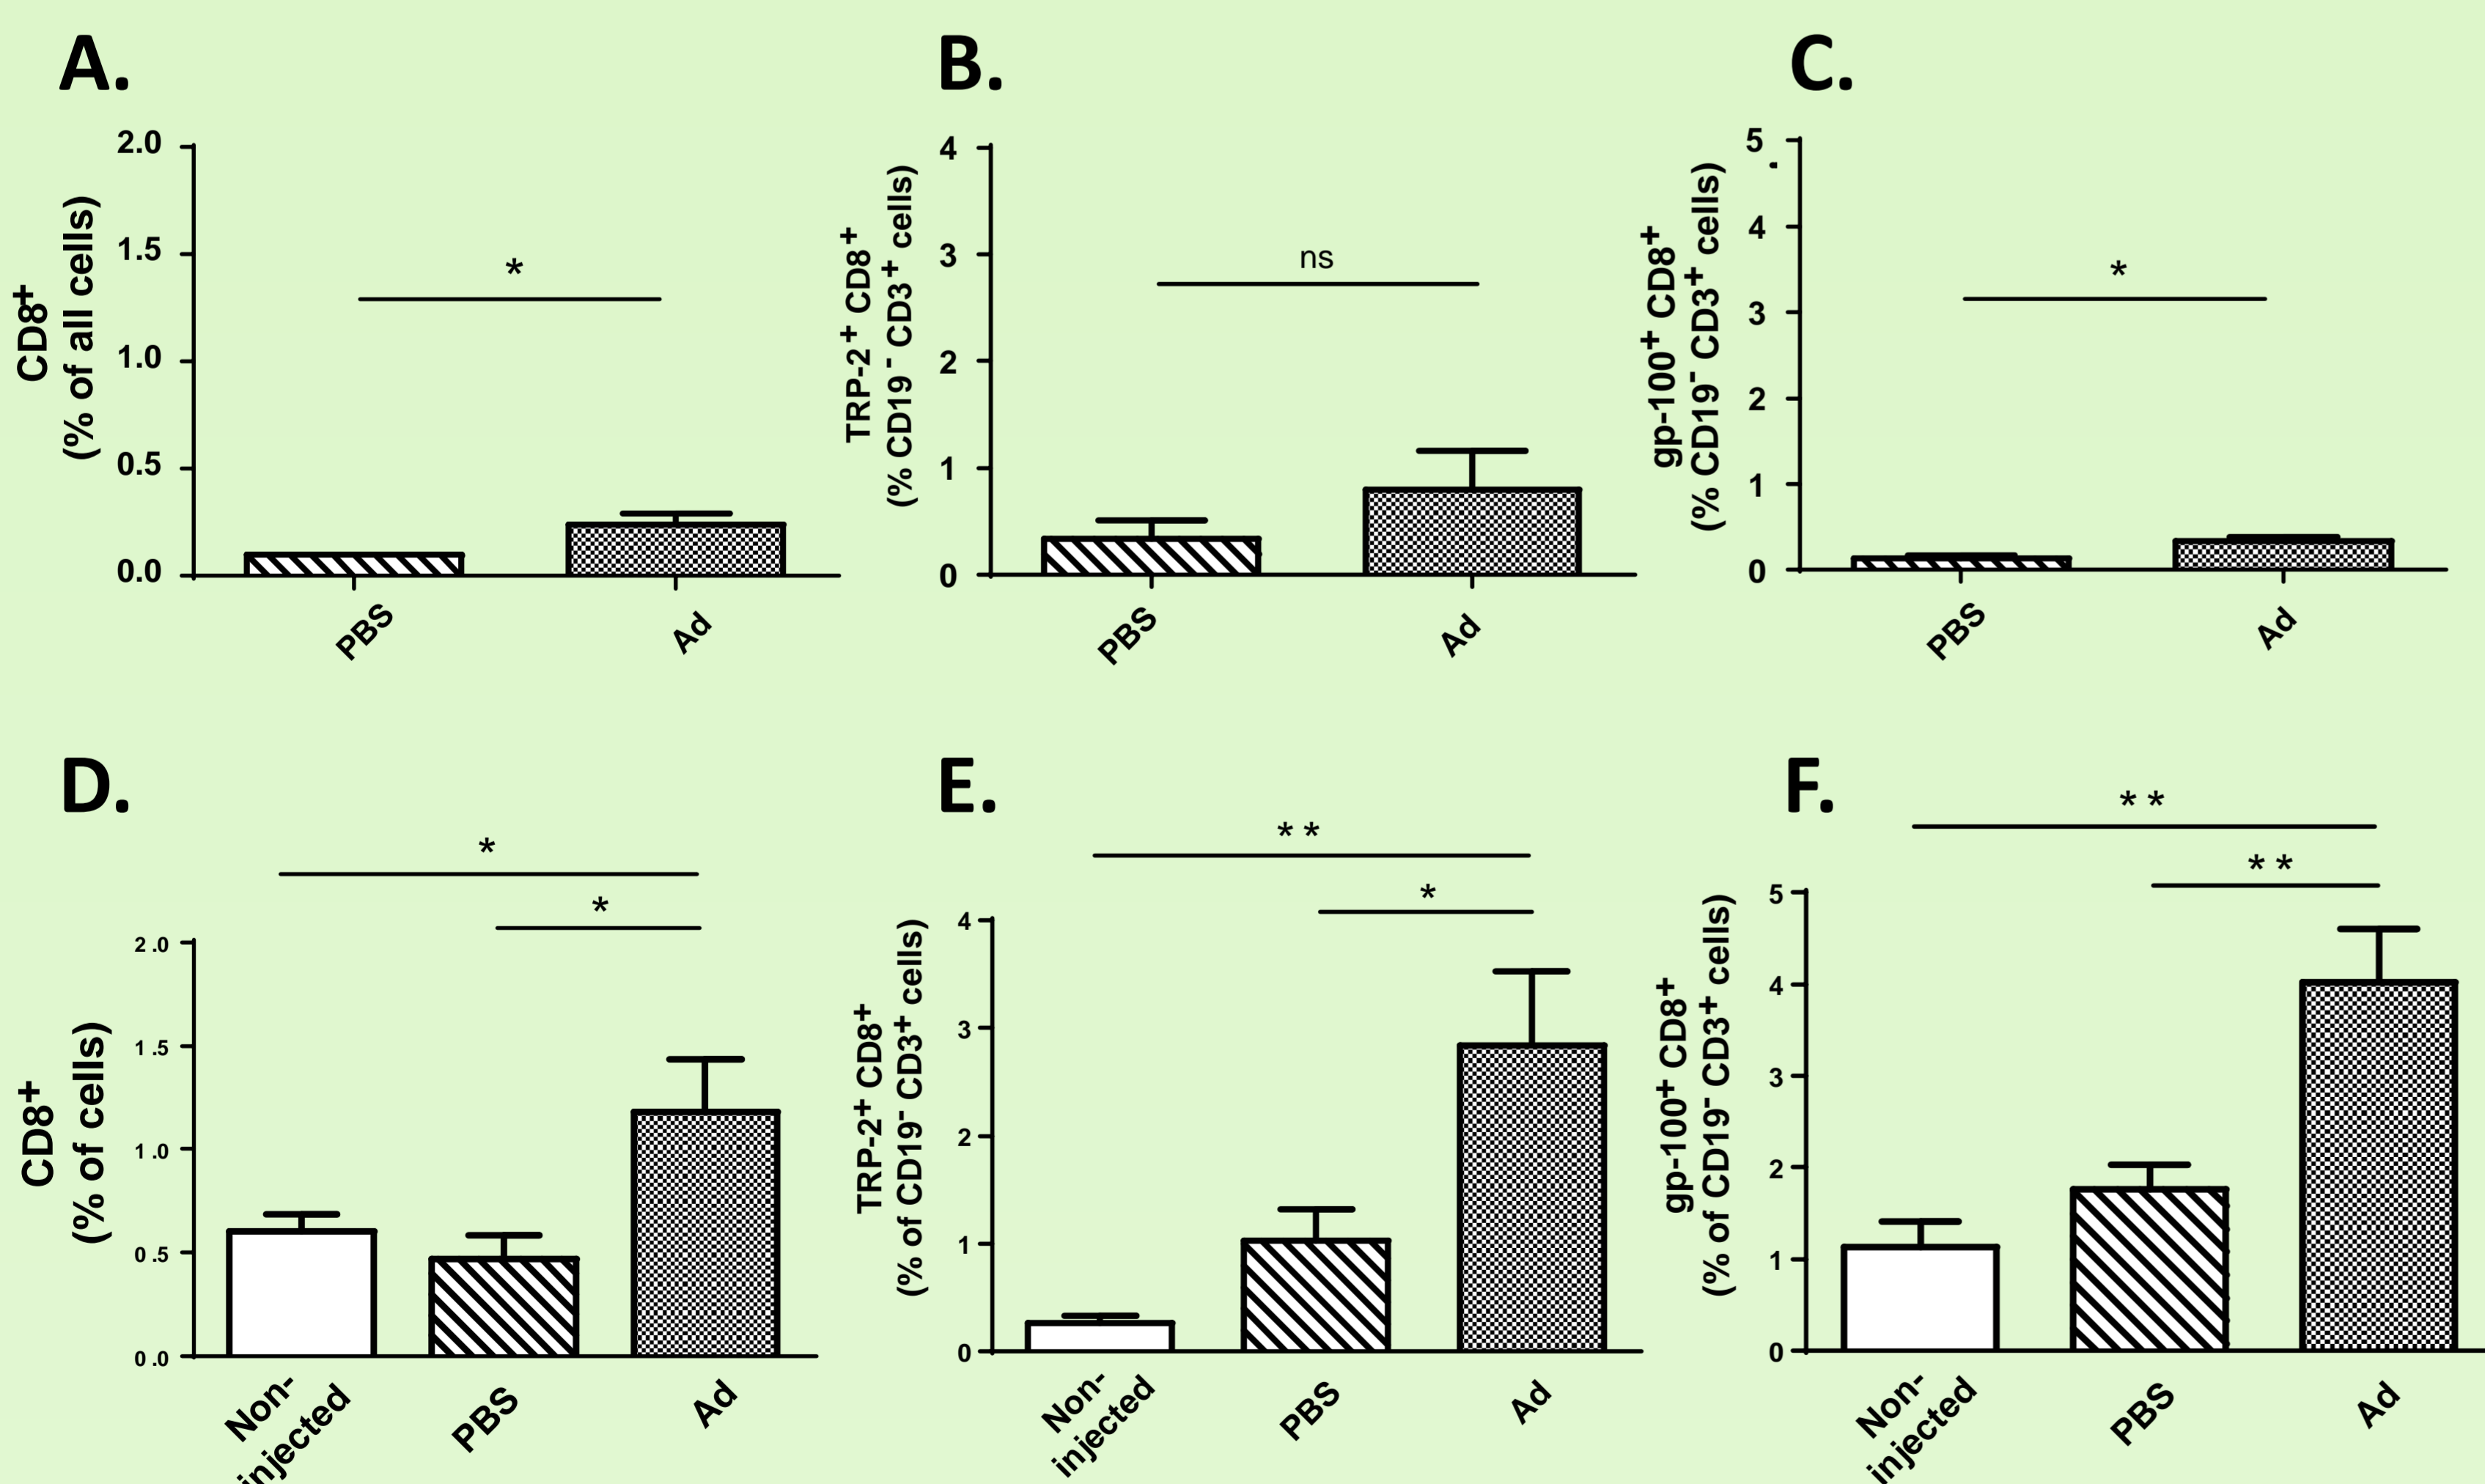 A.
CD8+
(% of all cells)
2.0
1.5
1.0
0.5
0.0
*
PBS
Ad
B.
TRP-2+ CD8+
(% CD19- CD3+ cells)
4
3
2
1
0
ns
PBS
Ad
C.
gp-100+ CD8+
(% CD19- CD3+ cells)
5
4
3
2
1
0
*
PBS
Ad
D.
CD8+
(% of cells)
*
*
2.0
1.5
1.0
0.5
0.0
Non-
injected
PBS
Ad
E.
TRP-2+ CD8+
(% of CD19- CD3+ cells)
**
*
4
3
2
1
0
Non-
injected
PBS
Ad
F.
gp-100+ CD8+
(% of CD19- CD3+ cells)
**
**
5
4
3
2
1
0
Non-
injected
PBS
Ad